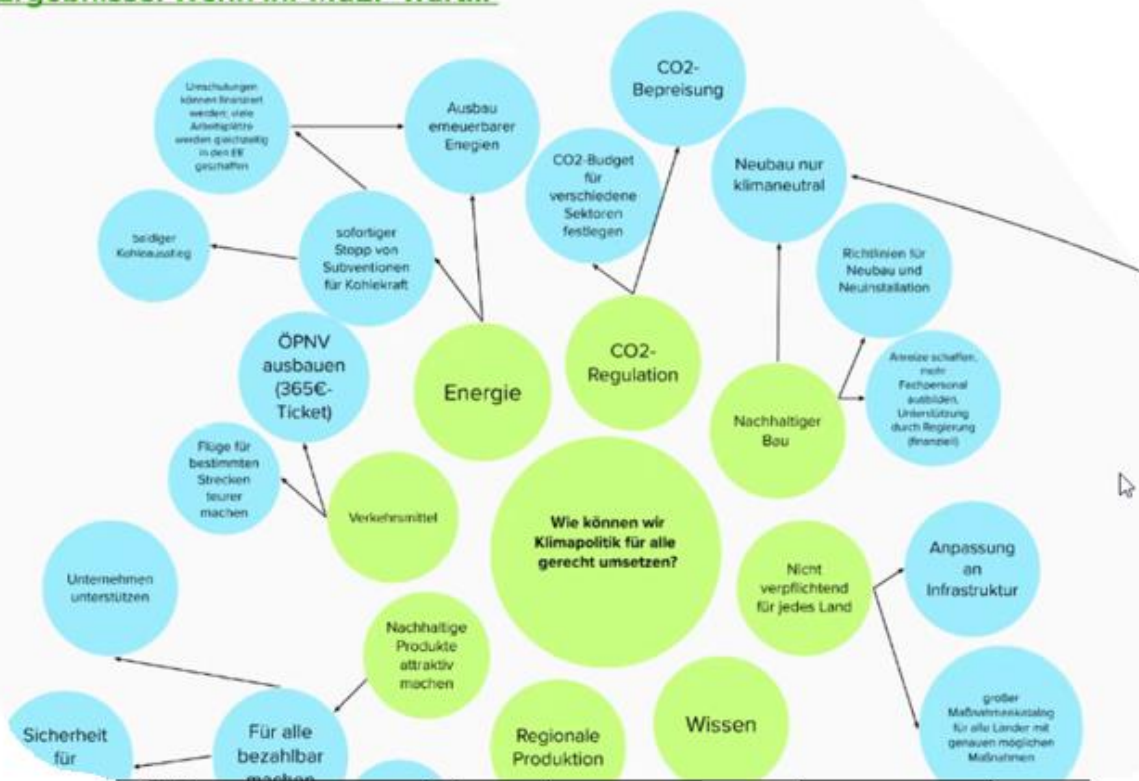 Ergebnisse: Wenn ihr MdEP wärt...
CO2-
Bepreisung
Umschulungen
können finanziert
werden; viele
Arbeitsplätze
werden gleichzeitig
in den EE
geschaffen
Ausbau
erneuerbarer
Enegien
CO2-Budget
für
verschiedene
Sektoren
festlegen
Neubau nur
klimaneutral
baldiger
Kohleausstieg
sofortiger
Stopp von
Subventionen
für Kohlekraft
Richtlinien für
Neubau und
Neuinstallation
ÖPNV
ausbauen
(365€-
Ticket)
Energie
CO2-
Regulation
Anreize schaffen,
mehr
Fachpersonal
ausbilden,
Unterstützung
durch Regierung
(finanziell)
Nachhaltiger
Bau
Flüge für
bestimmten
Strecken
teurer
machen
Verkehrsmittel
Wie können wir
Klimapolitik für alle
gerecht umsetzen?
Nicht
verpflichtend
für jedes Land
Anpassung
an
Infrastruktur
Unternehmen
unterstützen
Nachhaltige
Produkte
attraktiv
machen
großer
Maßnahmenkatalog
für alle Länder mit
genauen möglichen
Maßnahmen
Sicherheit
für
Für alle
bezahlbar
machen
Regionale
Produktion
Wissen